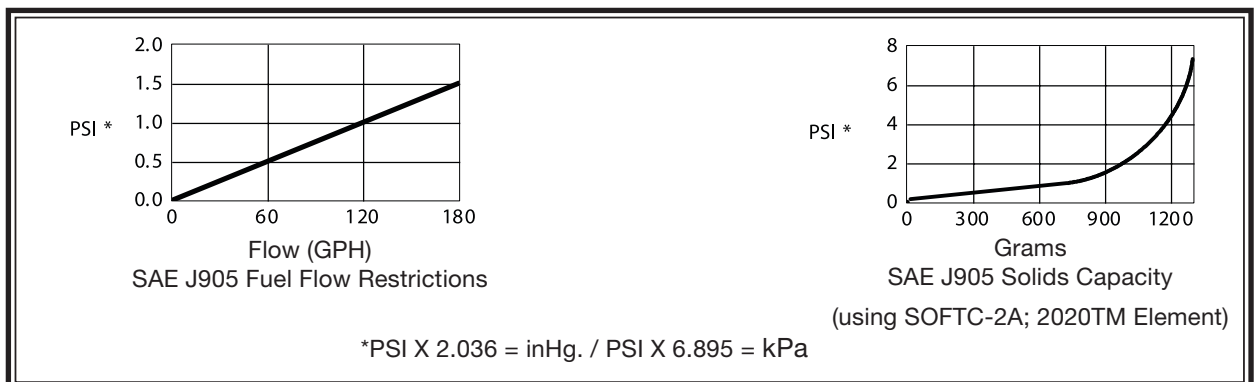 2.0
1.5
PSI *
1.0
0.5
0.0
0 60 120 180
Flow (GPH)
SAE J905 Fuel Flow Restrictions
8
6
PSI *
4
2
0
0 300 600 900 1200
Grams
SAE J905 Solids Capacity
(using SOFTC-2A; 2020TM Element)
*PSI X 2.036 = inHg. / PSI X 6.895 = kPa